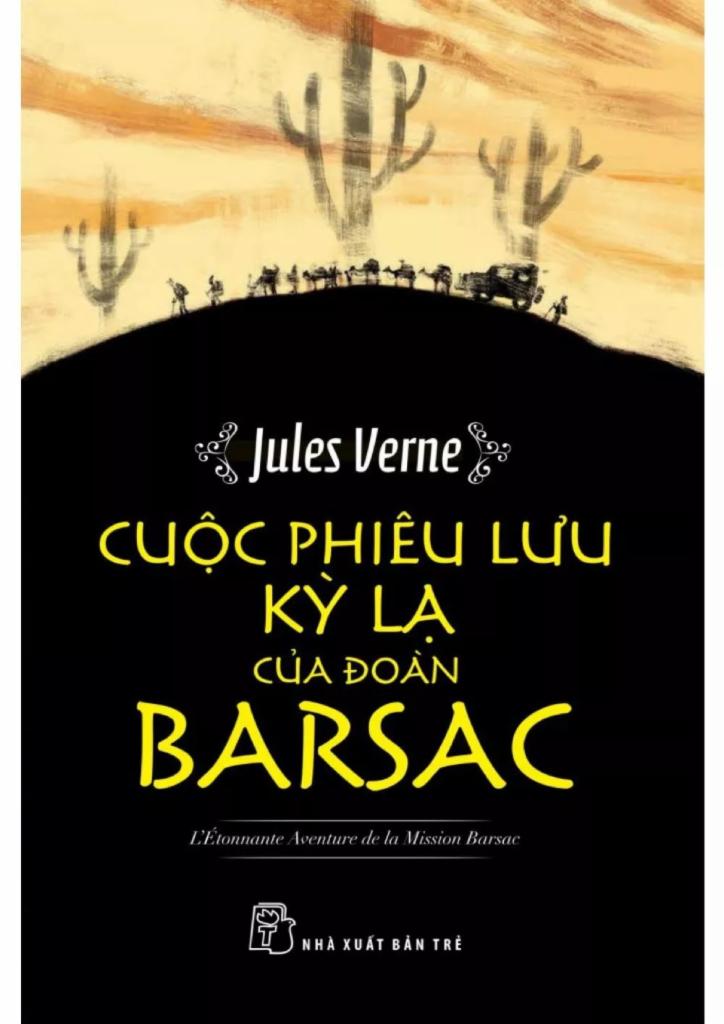 Jules Verne
CUỘC PHIÊU LƯU
KỲ LẠ
CỦA ĐOÀN
BARSAC
L'Étonnante Aventure de la Mission Barsac
T
NHÀ XUẤT BẢN TRẺ